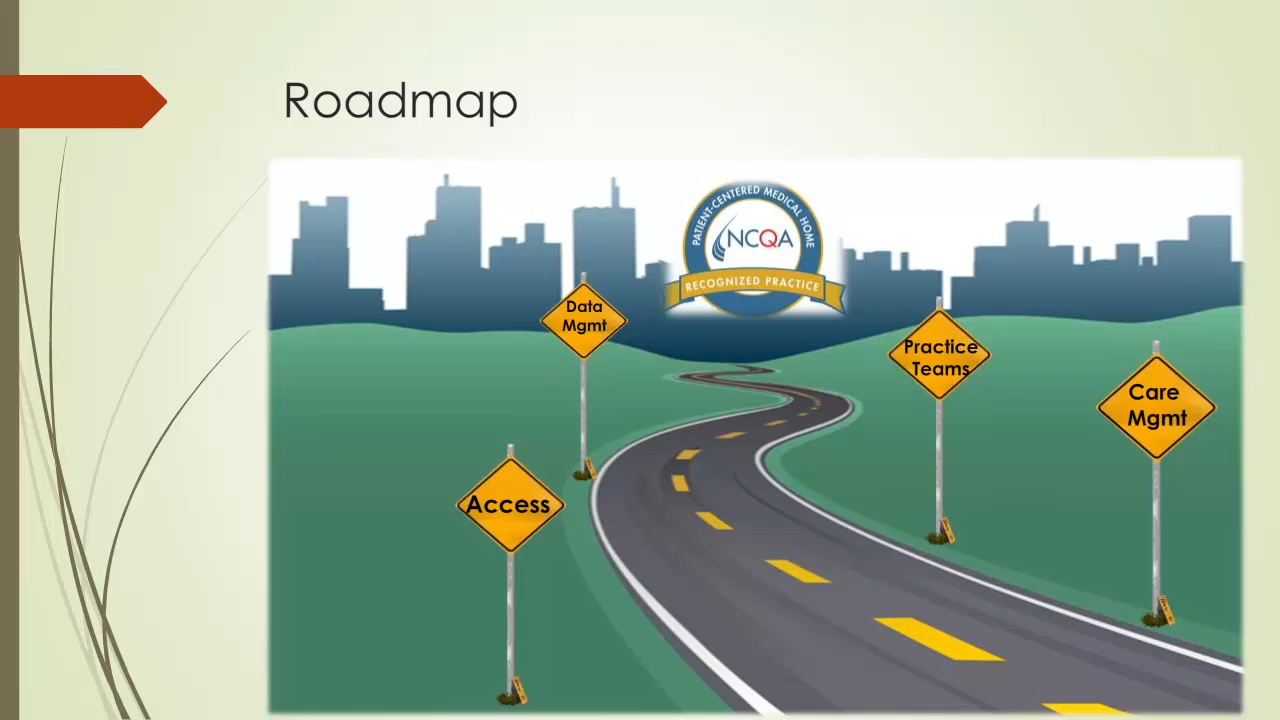 Roadmap
PATIENT-CENTERED MEDICAL HOME
NCQA
RECOGNIZED PRACTICE
Data
Mgmt
Practice
Teams
Care
Mgmt
Access